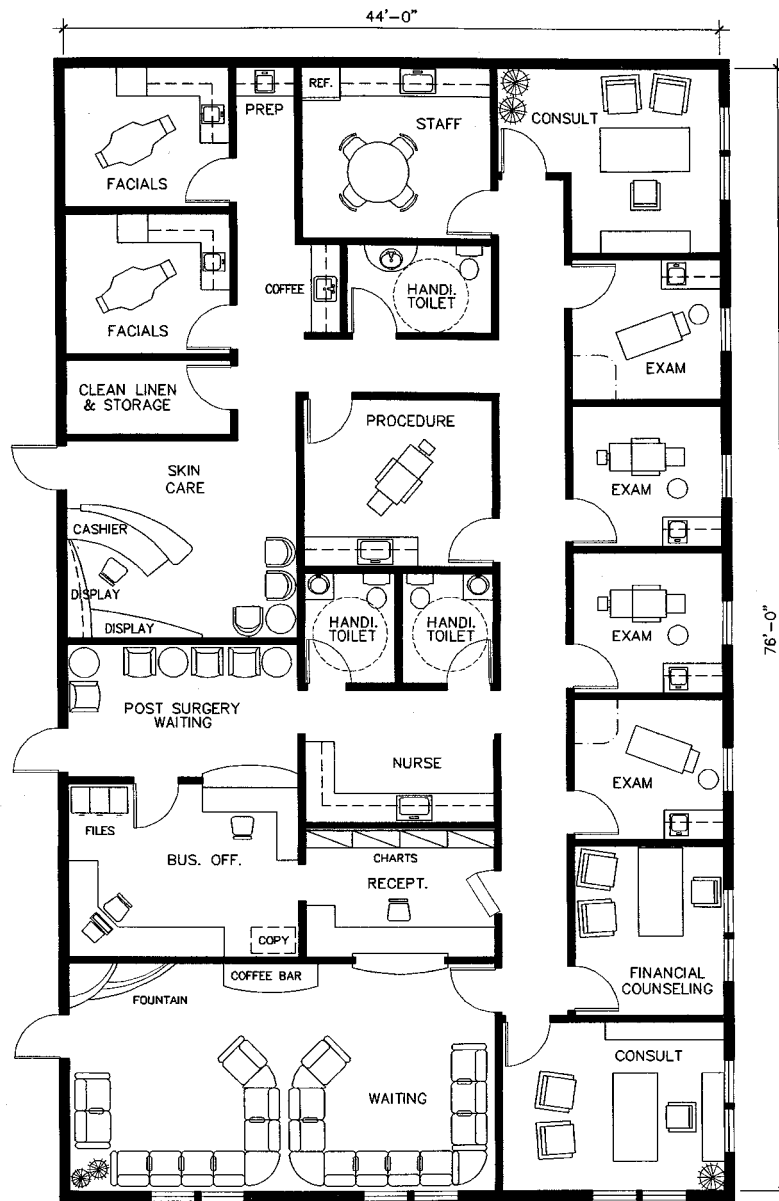 44'-0"
REF.
PREP
STAFF
CONSULT
FACIALS
COFFEE
HANDI.
TOILET
FACIALS
EXAM
CLEAN LINEN
& STORAGE
PROCEDURE
SKIN
CARE
EXAM
CASHIER
DISPLAY
DISPLAY
HANDI.
TOILET
HANDI.
TOILET
EXAM
76'-0"
POST SURGERY
WAITING
NURSE
EXAM
FILES
BUS. OFF.
CHARTS
RECEPT.
COPY
COFFEE BAR
FOUNTAIN
FINANCIAL
COUNSELING
CONSULT
WAITING